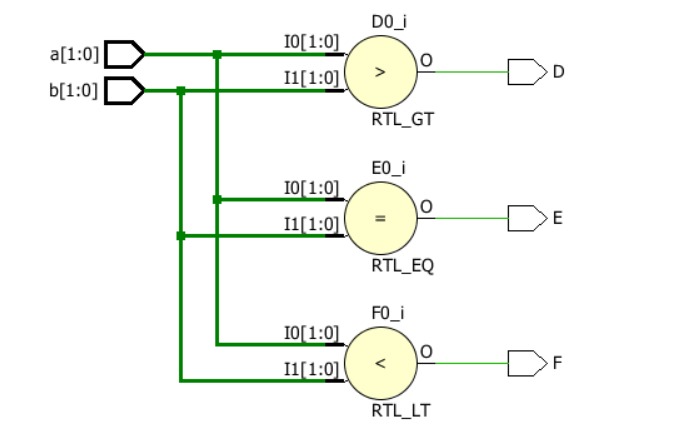 D0_i
a[1:0]
I0[1:0]
>
O
D
b[1:0]
I1[1:0]
RTL_GT
E0_i
I0[1:0]
=
O
E
I1[1:0]
RTL_EQ
F0_i
I0[1:0]
<
O
F
I1[1:0]
RTL_LT